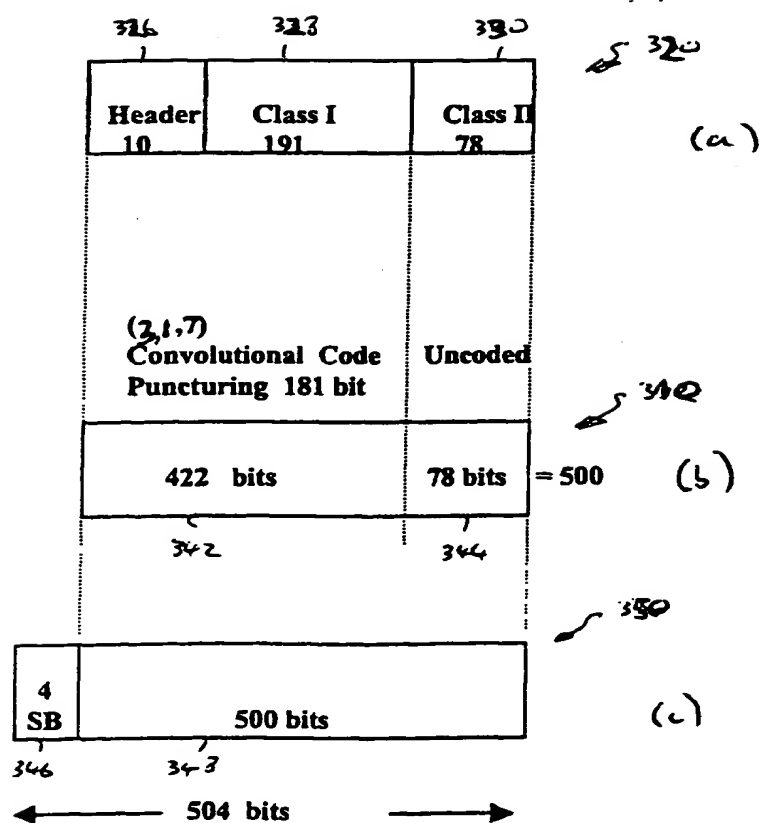 326 323 330
320
Header Class I Class II
10 191 78
(a)
(2,1,7)
Convolutional Code Uncoded
Puncturing 181 bit
422 bits 78 bits = 500
(b)
342 344
350
4
SB 500 bits
(c)
346 343
504 bits